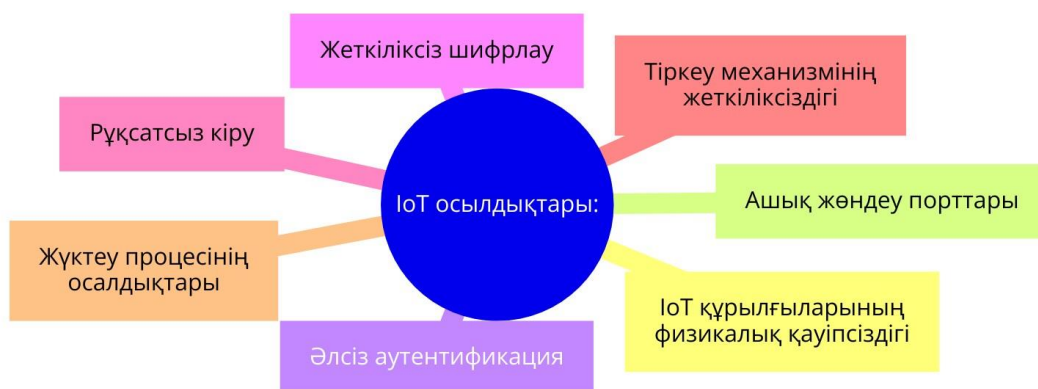 Жеткіліксіз шифрлау
Тіркеу механизмінің
жеткіліксіздігі
Рұқсатсыз кіру
IoT осылдықтары:
Ашық жөндеу порттары
Жүктеу процесінің
осалдықтары
IoT құрылғыларының
физикалық қауіпсіздігі
Әлсіз аутентификация